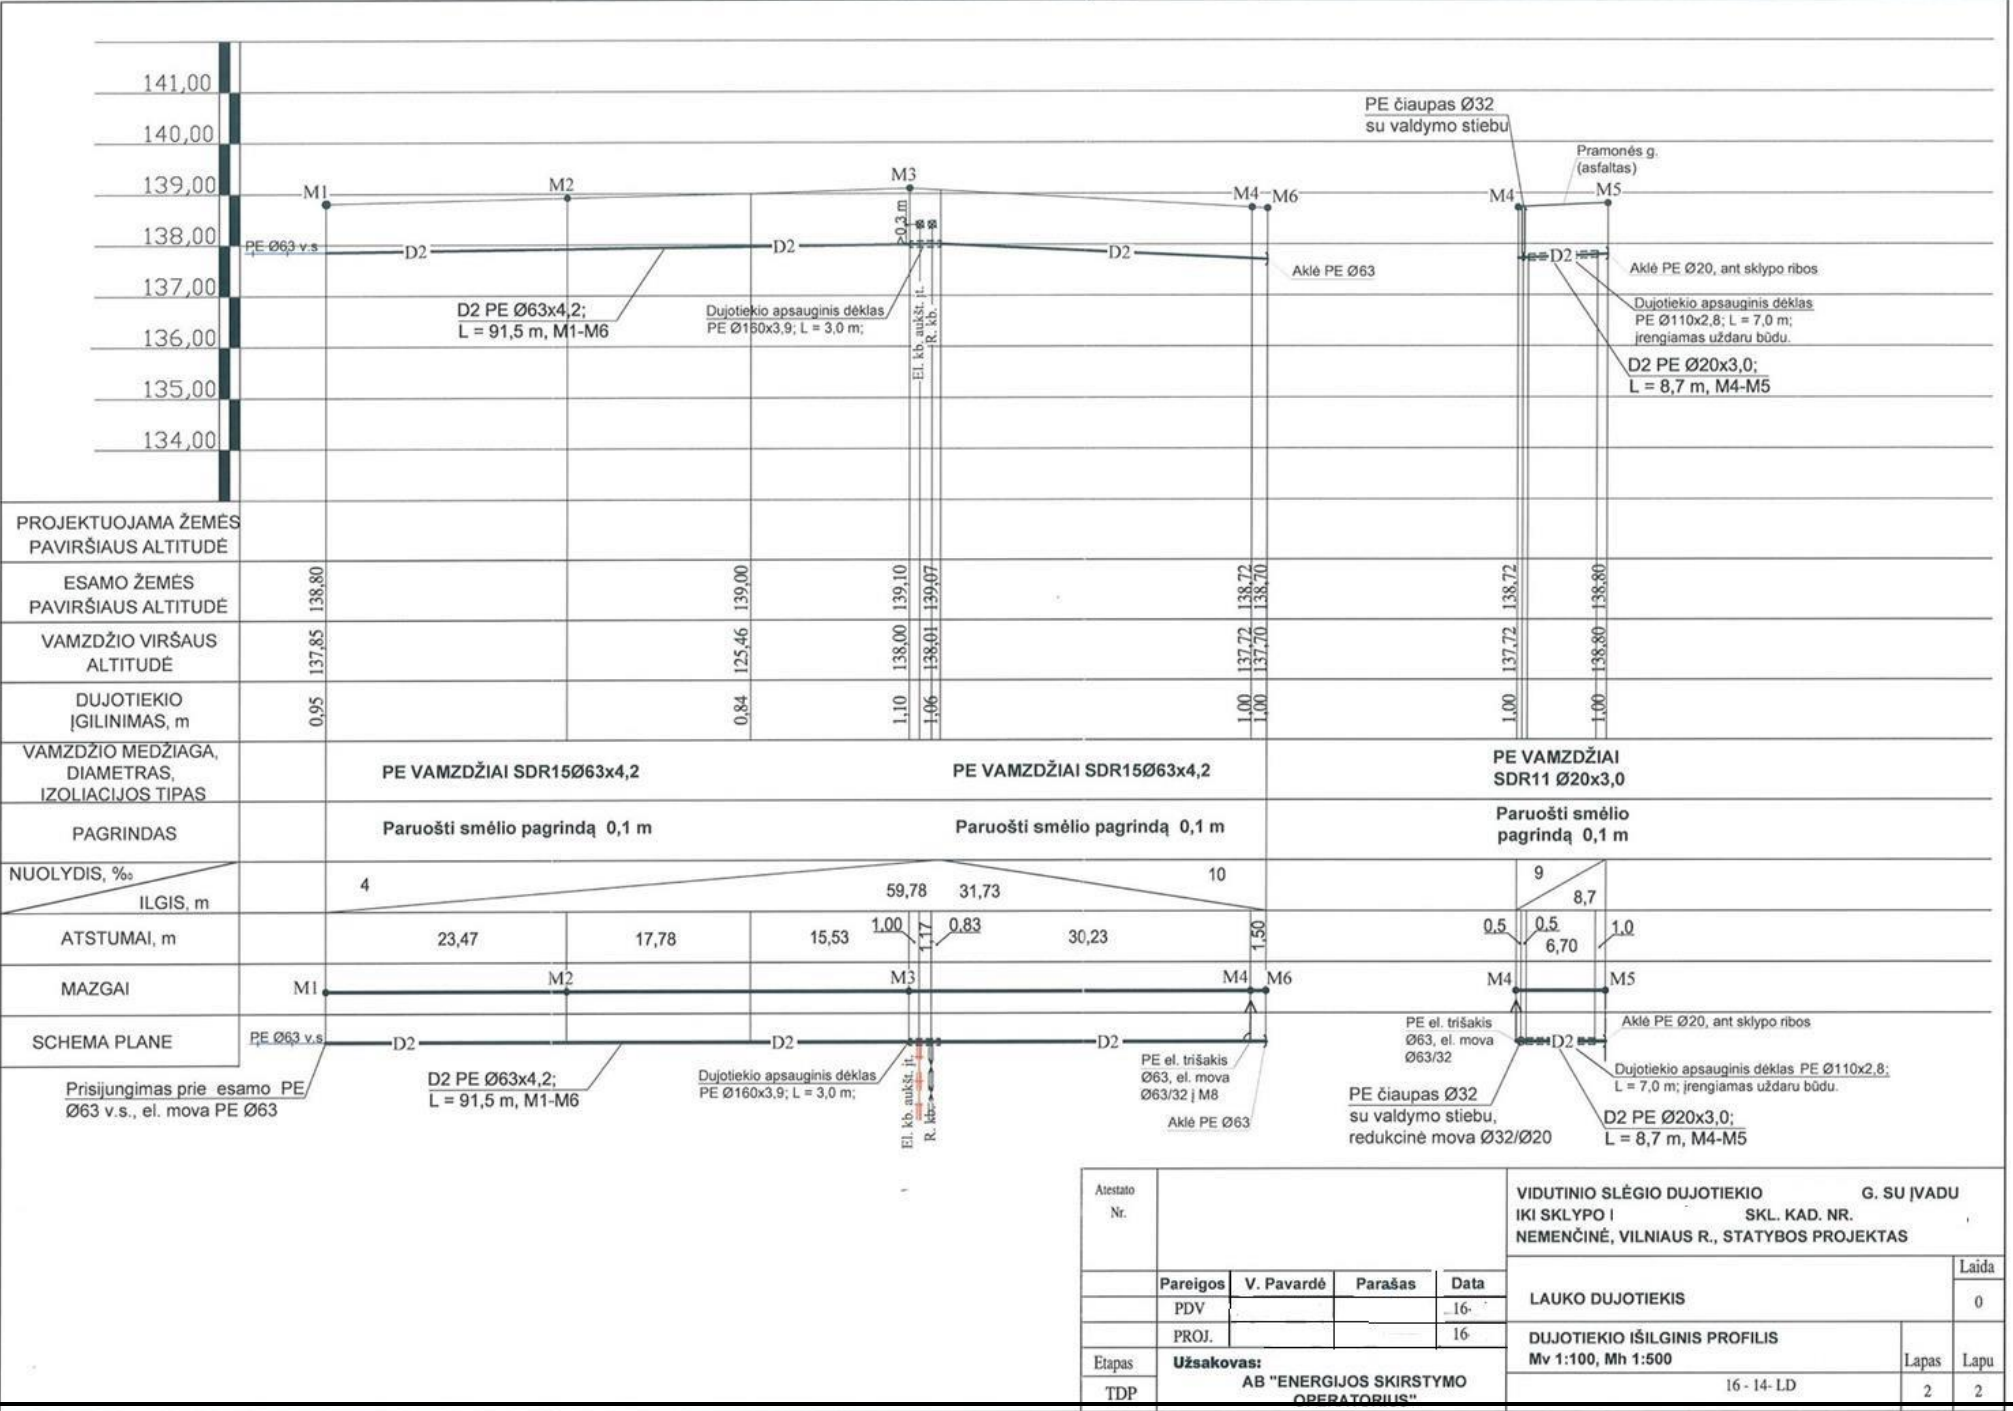 141,00
140,00
139,00
138,00
137,00
136,00
135,00
134,00
M1
M2
M3
M4
M6
M4
M5
PE čiaupas Ø32
su valdymo stiebu
Pramonės g.
(asfaltas)
PE Ø63 v.s
D2
D2
D2
D2
≥0,3 m
Aklė PE Ø63
Aklė PE Ø20, ant sklypo ribos
D2 PE Ø63x4,2;
L = 91,5 m, M1-M6
Dujotiekio apsauginis dėklas
PE Ø160x3,9; L = 3,0 m;
El. kb. aukšt. įt.
R. kb.
Dujotiekio apsauginis dėklas
PE Ø110x2,8; L = 7,0 m;
įrengiamas uždaru būdu.
D2 PE Ø20x3,0;
L = 8,7 m, M4-M5
PROJEKTUOJAMA ŽEMĖS
PAVIRŠIAUS ALTITUDĖ
ESAMO ŽEMĖS
PAVIRŠIAUS ALTITUDĖ
138,80
139,00
139,10
139,07
138,72
138,70
138,72
138,80
VAMZDŽIO VIRŠAUS
ALTITUDĖ
137,85
125,46
138,00
138,01
137,72
137,70
137,72
138,80
DUJOTIEKIO
ĮGILINIMAS, m
0,95
0,84
1,10
1,06
1,00
1,00
1,00
1,00
VAMZDŽIO MEDŽIAGA,
DIAMETRAS,
IZOLIACIJOS TIPAS
PE VAMZDŽIAI SDR15Ø63x4,2
PE VAMZDŽIAI SDR15Ø63x4,2
PE VAMZDŽIAI
SDR11 Ø20x3,0
PAGRINDAS
Paruošti smėlio pagrindą 0,1 m
Paruošti smėlio pagrindą 0,1 m
Paruošti smėlio
pagrindą 0,1 m
NUOLYDIS, ‰
ILGIS, m
4
59,78
31,73
10
9
8,7
ATSTUMAI, m
23,47
17,78
15,53
1,00
1,17
0,83
30,23
1,50
0,5
0,5
6,70
1,0
MAZGAI
M1
M2
M3
M4
M6
M4
M5
SCHEMA PLANE
PE Ø63 v.s
D2
D2
D2
D2
Prisijungimas prie esamo PE
Ø63 v.s., el. mova PE Ø63
D2 PE Ø63x4,2;
L = 91,5 m, M1-M6
Dujotiekio apsauginis dėklas
PE Ø160x3,9; L = 3,0 m;
El. kb. aukšt. įt.
R. kb.
PE el. trišakis
Ø63, el. mova
Ø63/32 į M8
Aklė PE Ø63
PE el. trišakis
Ø63, el. mova
Ø63/32
PE čiaupas Ø32
su valdymo stiebu,
redukcinė mova Ø32/Ø20
Aklė PE Ø20, ant sklypo ribos
Dujotiekio apsauginis dėklas PE Ø110x2,8;
L = 7,0 m; įrengiamas uždaru būdu.
D2 PE Ø20x3,0;
L = 8,7 m, M4-M5
Atestato
Nr.
VIDUTINIO SLĖGIO DUJOTIEKIO G. SU ĮVADU
IKI SKLYPO SKL. KAD. NR.
NEMENČINĖ, VILNIAUS R., STATYBOS PROJEKTAS
Pareigos V. Pavardė Parašas Data
PDV 16-
PROJ. 16
LAUKO DUJOTIEKIS
Laida
0
DUJOTIEKIO IŠILGINIS PROFILIS
Mv 1:100, Mh 1:500
Lapas Lapu
Etapas
TDP
Užsakovas:
AB "ENERGIJOS SKIRSTYMO
OPERATORIUS"
16 - 14- LD
2 2